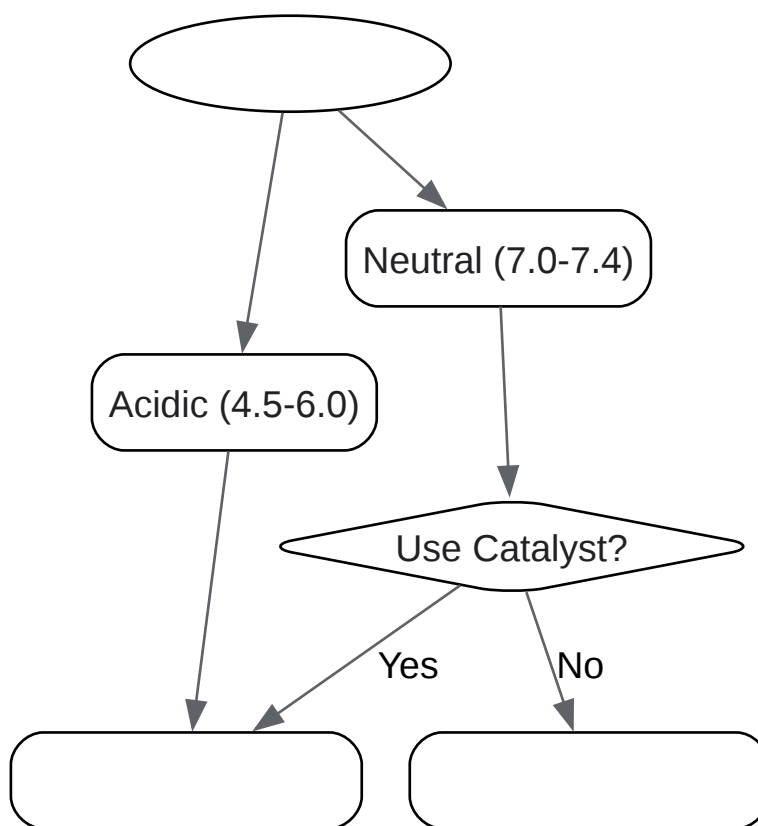 Neutral (7.0-7.4)
Acidic (4.5-6.0)
Use Catalyst?
Yes
No